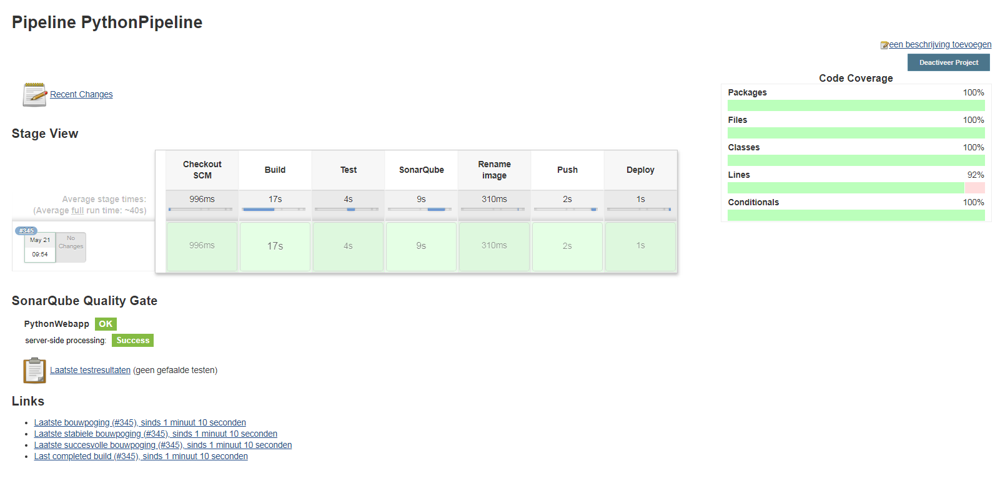 Pipeline PythonPipeline
een beschrijving toevoegen
Deactiveer Project
Recent Changes
Code Coverage
Packages 100%
Files 100%
Classes 100%
Lines 92%
Conditionals 100%
Stage View
Checkout SCM
Build
Test
SonarQube
Rename image
Push
Deploy
Average stage times:
(Average full run time: ~40s)
996ms 17s 4s 9s 310ms 2s 1s
#345
May 21
09:54
No
Changes
996ms 17s 4s 9s 310ms 2s 1s
SonarQube Quality Gate
PythonWebapp OK
server-side processing: Success
Laatste testresultaten (geen gefaalde testen)
Links
Laatste bouwpoging (#345), sinds 1 minuut 10 seconden
Laatste stabiele bouwpoging (#345), sinds 1 minuut 10 seconden
Laatste succesvolle bouwpoging (#345), sinds 1 minuut 10 seconden
Last completed build (#345), sinds 1 minuut 10 seconden